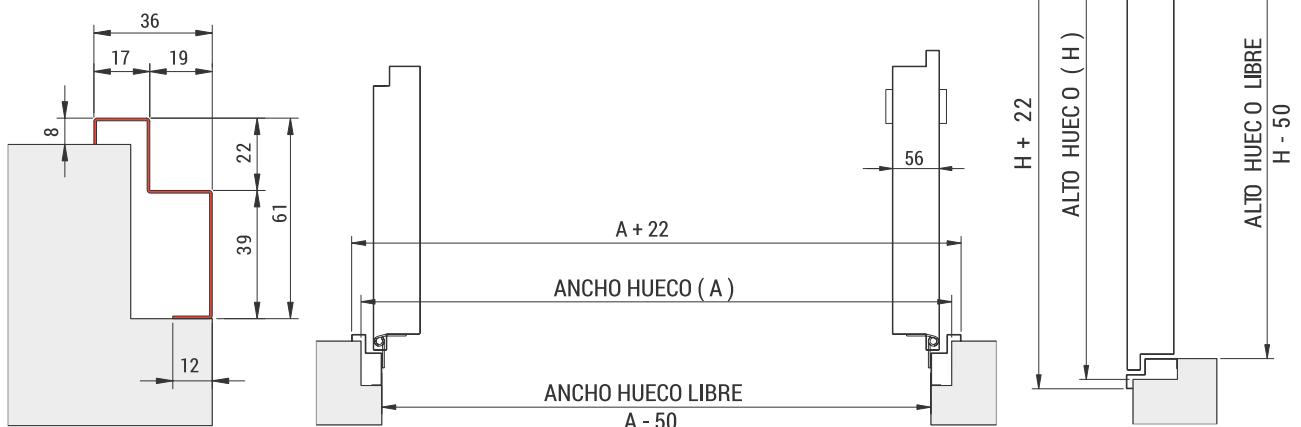 36
17
19
8
22
61
39
12
A + 22
ANCHO HUECO ( A )
ANCHO HUECO LIBRE
A - 50
56
H + 22
ALTO HUECO ( H )
ALTO HUECO LIBRE
H - 50